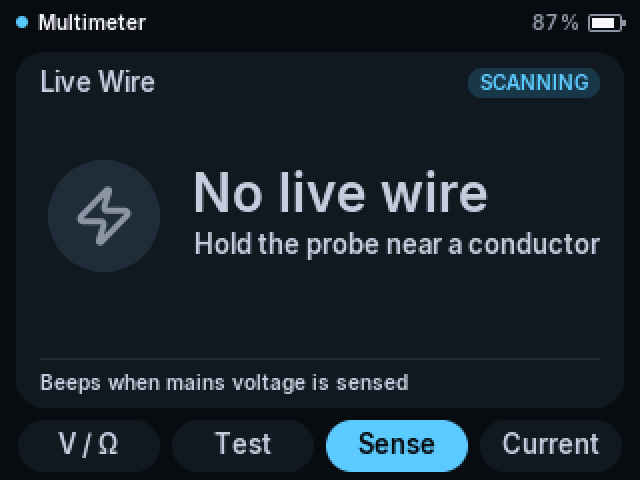 Multimeter
87%
Live Wire
SCANNING
No live wire
Hold the probe near a conductor
Beeps when mains voltage is sensed
V / Ω
Test
Sense
Current